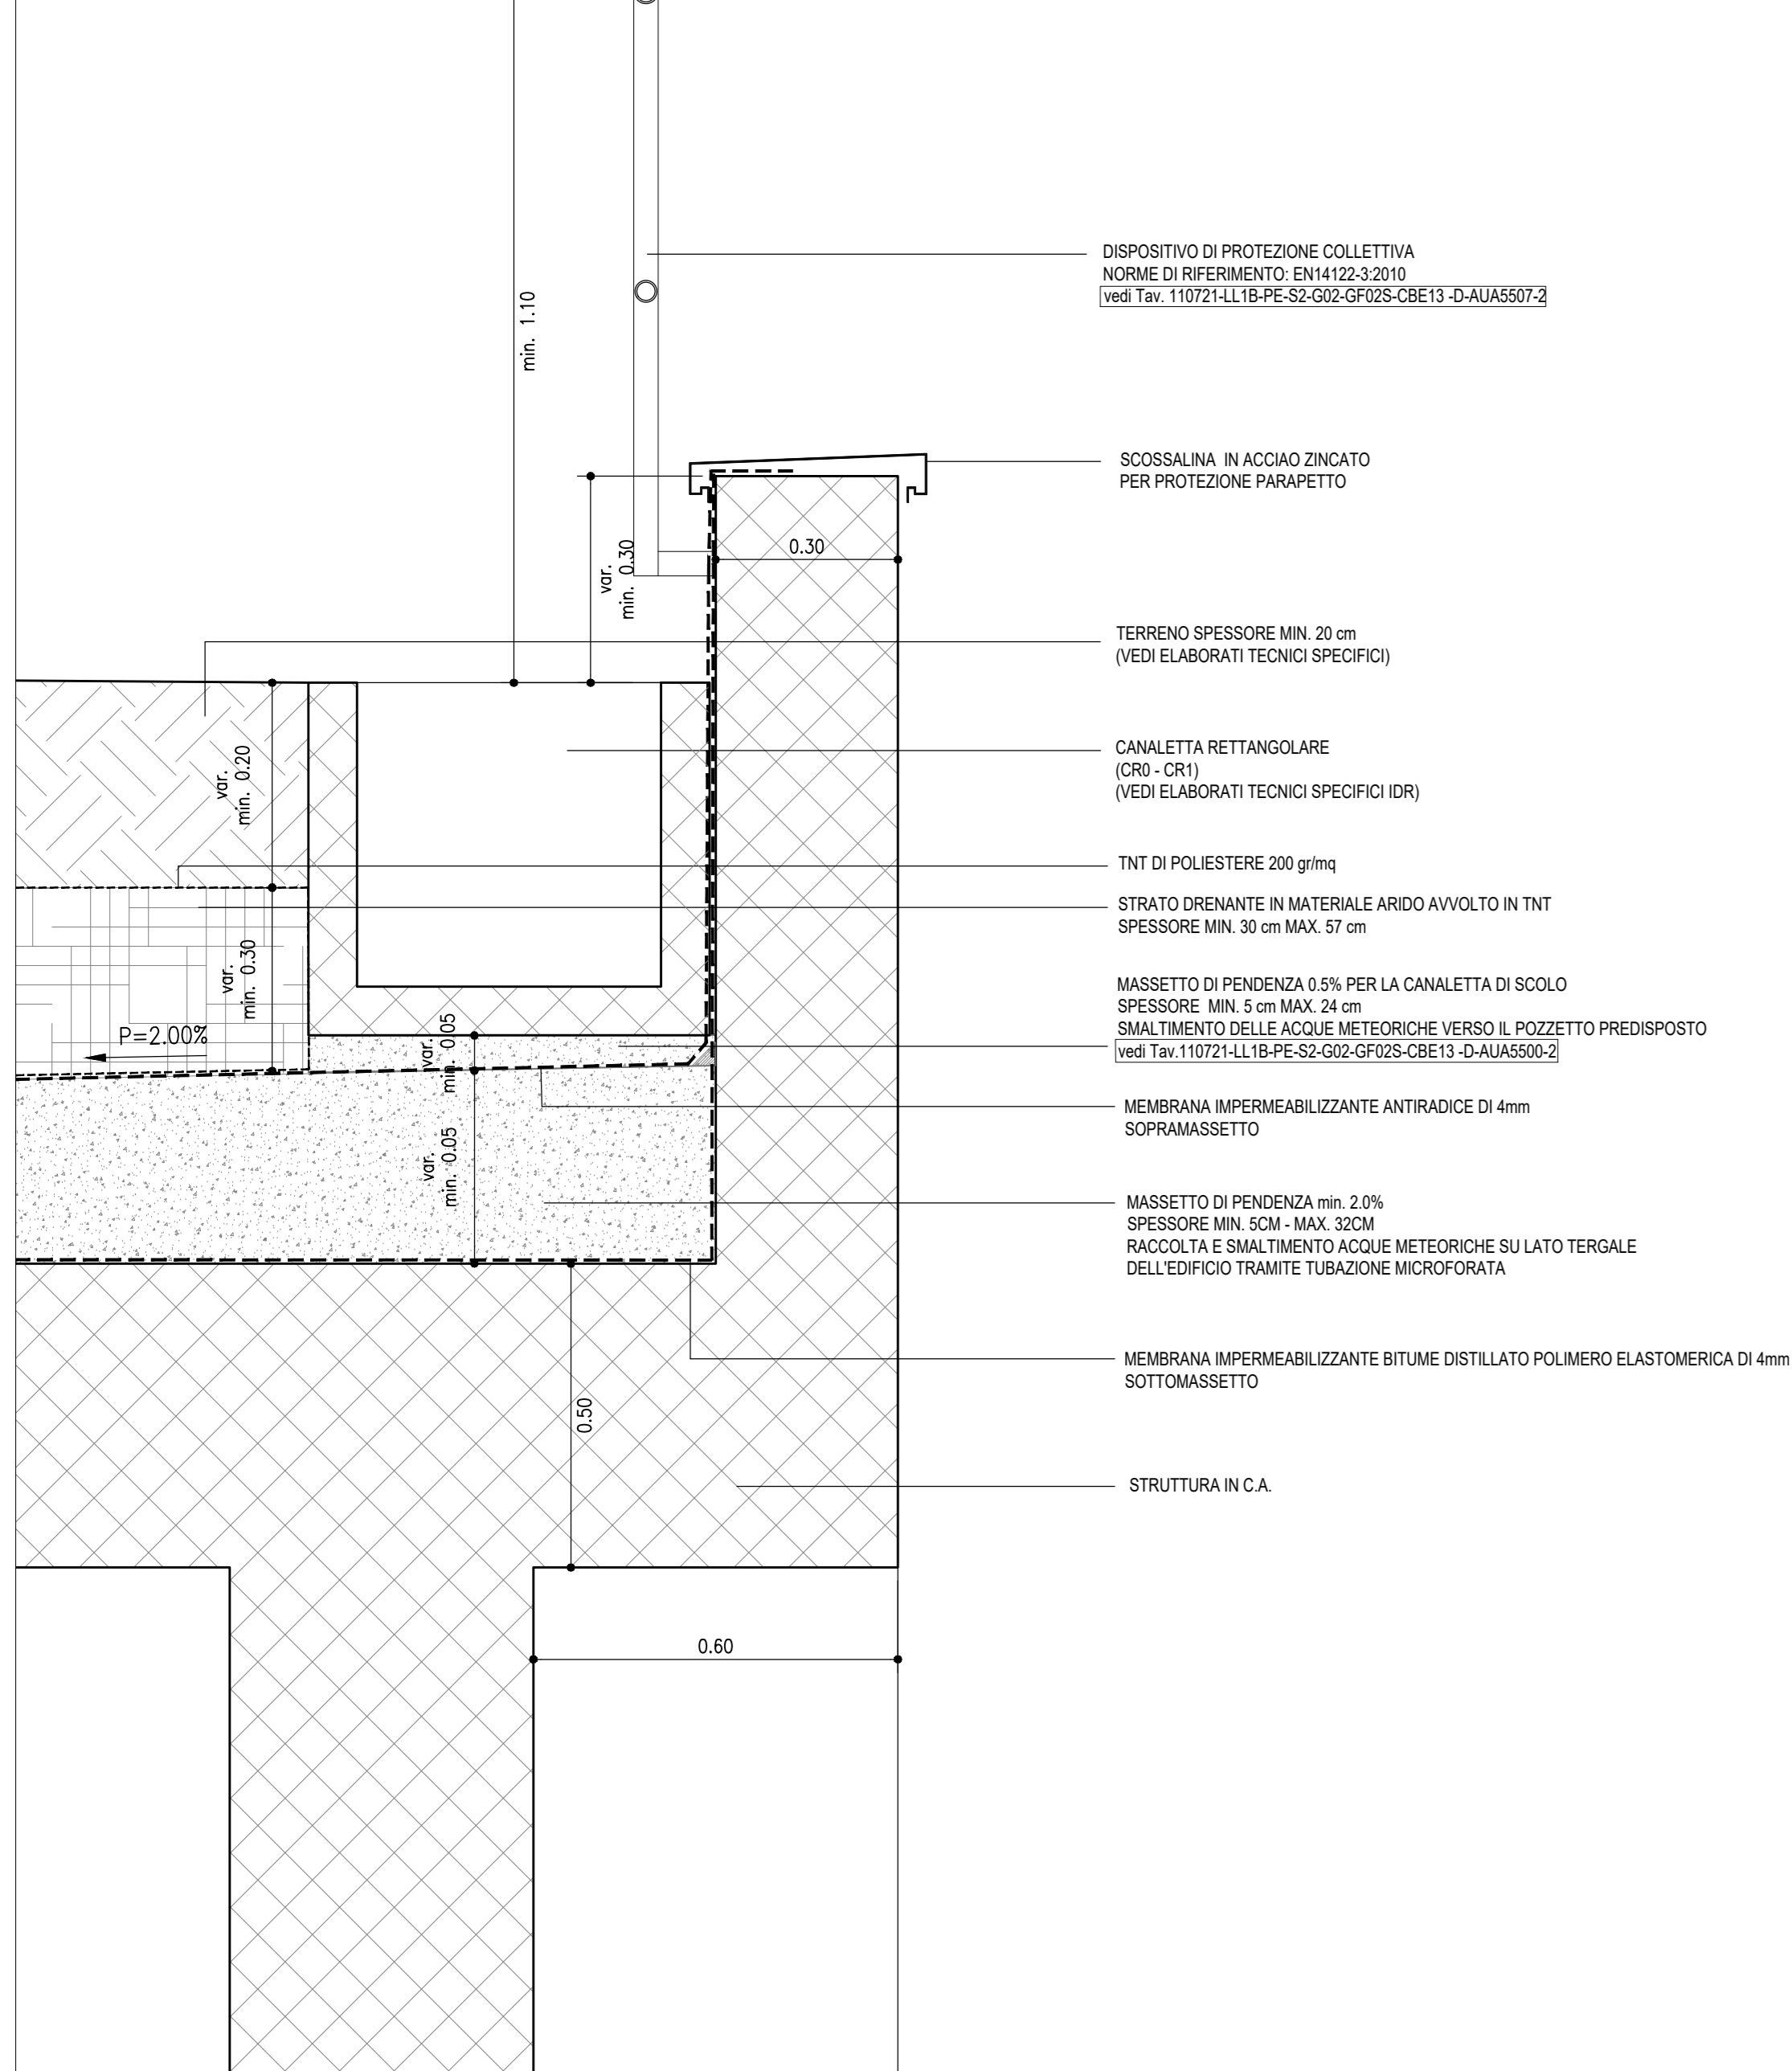 min. 1.10
DISPOSITIVO DI PROTEZIONE COLLETTIVA
NORME DI RIFERIMENTO: EN14122-3:2010
vedi Tav. 110721-LL1B-PE-S2-G02-GF02S-CBE13 -D-AUA5507-2
SCOSSALINA IN ACCIAO ZINCATO
PER PROTEZIONE PARAPETTO
var.
min. 0.30
0.30
TERRENO SPESSORE MIN. 20 cm
(VEDI ELABORATI TECNICI SPECIFICI)
var.
min. 0.20
CANALETTA RETTANGOLARE
(CR0 - CR1)
(VEDI ELABORATI TECNICI SPECIFICI IDR)
TNT DI POLIESTERE 200 gr/mq
STRATO DRENANTE IN MATERIALE ARIDO AVVOLTO IN TNT
SPESSORE MIN. 30 cm MAX. 57 cm
var.
min. 0.30
P=2.00%
var.
min. 0.05
MASSETTO DI PENDENZA 0.5% PER LA CANALETTA DI SCOLO
SPESSORE MIN. 5 cm MAX. 24 cm
SMALTIMENTO DELLE ACQUE METEORICHE VERSO IL POZZETTO PREDISPOSTO
vedi Tav.110721-LL1B-PE-S2-G02-GF02S-CBE13 -D-AUA5500-2
MEMBRANA IMPERMEABILIZZANTE ANTIRADICE DI 4mm
SOPRAMASSETTO
var.
min. 0.05
MASSETTO DI PENDENZA min. 2.0%
SPESSORE MIN. 5CM - MAX. 32CM
RACCOLTA E SMALTIMENTO ACQUE METEORICHE SU LATO TERGALE
DELL'EDIFICIO TRAMITE TUBAZIONE MICROFORATA
MEMBRANA IMPERMEABILIZZANTE BITUME DISTILLATO POLIMERO ELASTOMERICA DI 4mm
SOTTOMASSETTO
0.50
STRUTTURA IN C.A.
0.60